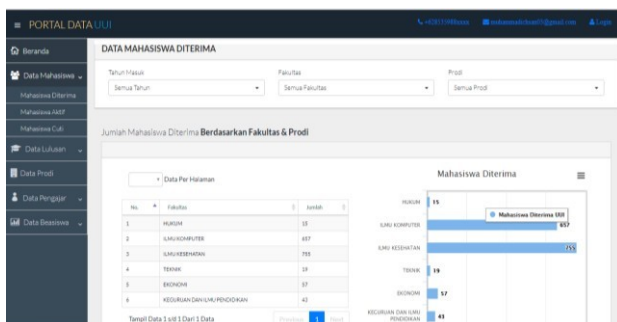 ≡ PORTAL DATA UUI
Login
Beranda
DATA MAHASISWA DITERIMA
Data Mahasiswa
Mahasiswa Diterima
Mahasiswa Aktif
Mahasiswa Cuti
Data Lulusan
Data Prodi
Data Pengajar
Data Beasiswa
Tahun Masuk Fakultas Prodi
Semua Tahun Semua Fakultas Semua Prodi
Jumlah Mahasiswa Diterima Berdasarkan Fakultas & Prodi
Data Per Halaman
No. Fakultas Jumlah
1 HUKUM 15
2 ILMU KOMPUTER 657
3 ILMU KESEHATAN 755
4 TEKNIK 19
5 EKONOMI 57
6 KEGURUAN DAN ILMU PENDIDIKAN 43
Tampil Data 1 s/d 1 Dari 1 Data
Previous 1 Next
Mahasiswa Diterima
Mahasiswa Diterima UUI
HUKUM 15
ILMU KOMPUTER 657
ILMU KESEHATAN 755
TEKNIK 19
EKONOMI 57
KEGURUAN DAN ILMU
PENDIDIKAN 43